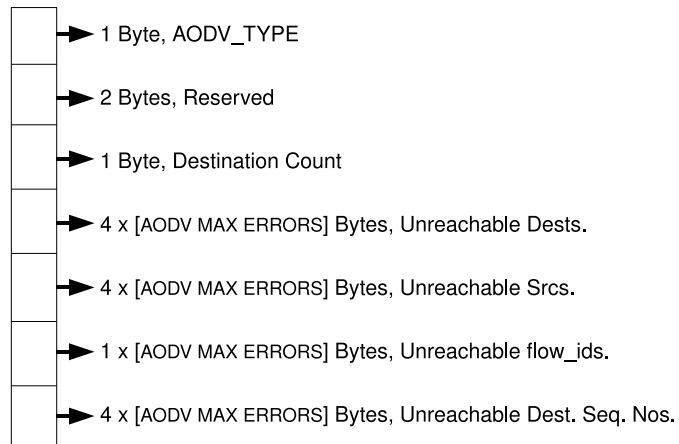 1 Byte, AODV_TYPE
2 Bytes, Reserved
1 Byte, Destination Count
4 x [AODV MAX ERRORS] Bytes, Unreachable Dests.
4 x [AODV MAX ERRORS] Bytes, Unreachable Srcs.
1 x [AODV MAX ERRORS] Bytes, Unreachable flow_ids.
4 x [AODV MAX ERRORS] Bytes, Unreachable Dest. Seq. Nos.